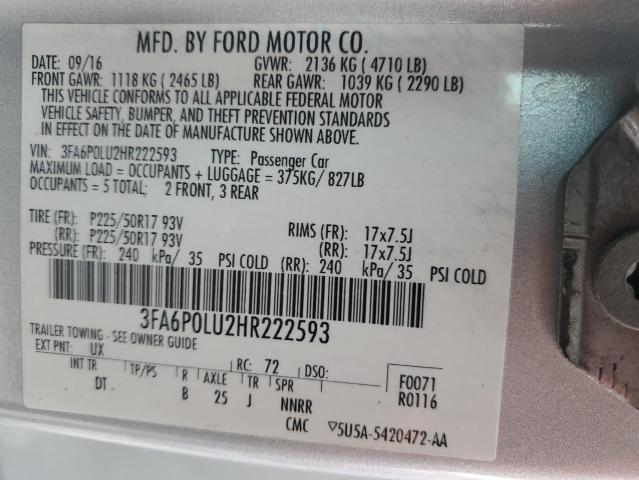 MFD. BY FORD MOTOR CO.
DATE: 09/16 GVWR: 2136 KG ( 4710 LB)
FRONT GAWR: 1118 KG ( 2465 LB) REAR GAWR: 1039 KG ( 2290 LB)
THIS VEHICLE CONFORMS TO ALL APPLICABLE FEDERAL MOTOR
VEHICLE SAFETY, BUMPER, AND THEFT PREVENTION STANDARDS
IN EFFECT ON THE DATE OF MANUFACTURE SHOWN ABOVE.
VIN: 3FA6P0LU2HR222593 TYPE: Passenger Car
MAXIMUM LOAD = OCCUPANTS + LUGGAGE = 375KG/ 827LB
OCCUPANTS = 5 TOTAL; 2 FRONT, 3 REAR
TIRE (FR): P225/50R17 93V RIMS (FR): 17x7.5J
(RR): P225/50R17 93V (RR): 17x7.5J
PRESSURE (FR): 240 kPa/ 35 PSI COLD (RR): 240 kPa/ 35 PSI COLD
3FA6P0LU2HR222593
TRAILER TOWING - SEE OWNER GUIDE
EXT PNT: UX RC: 72 DSO:
INT TR TP/PS R AXLE TR SPR F0071
DT B 25 J NNRR R0116
CMC ▽5U5A-5420472-AA